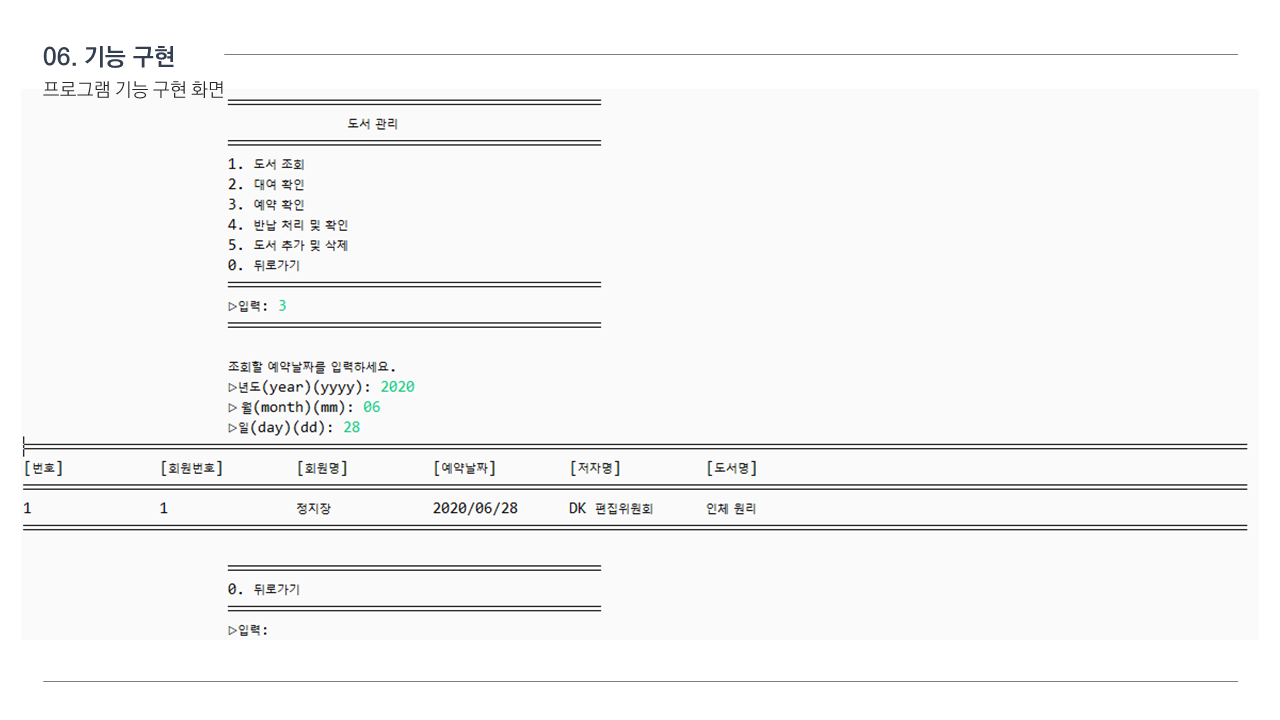 06. 기능 구현
프로그램 기능 구현 화면
도서 관리
1. 도서 조회
2. 대여 확인
3. 예약 확인
4. 반납 처리 및 확인
5. 도서 추가 및 삭제
0. 뒤로가기
▷입력: 3
조회할 예약날짜를 입력하세요.
▷년도(year)(yyyy): 2020
▷월(month)(mm): 06
▷일(day)(dd): 28
[번호] [회원번호] [회원명] [예약날짜] [저자명] [도서명]
1 1 정지장 2020/06/28 DK 편집위원회 인체 원리
0. 뒤로가기
▷입력: